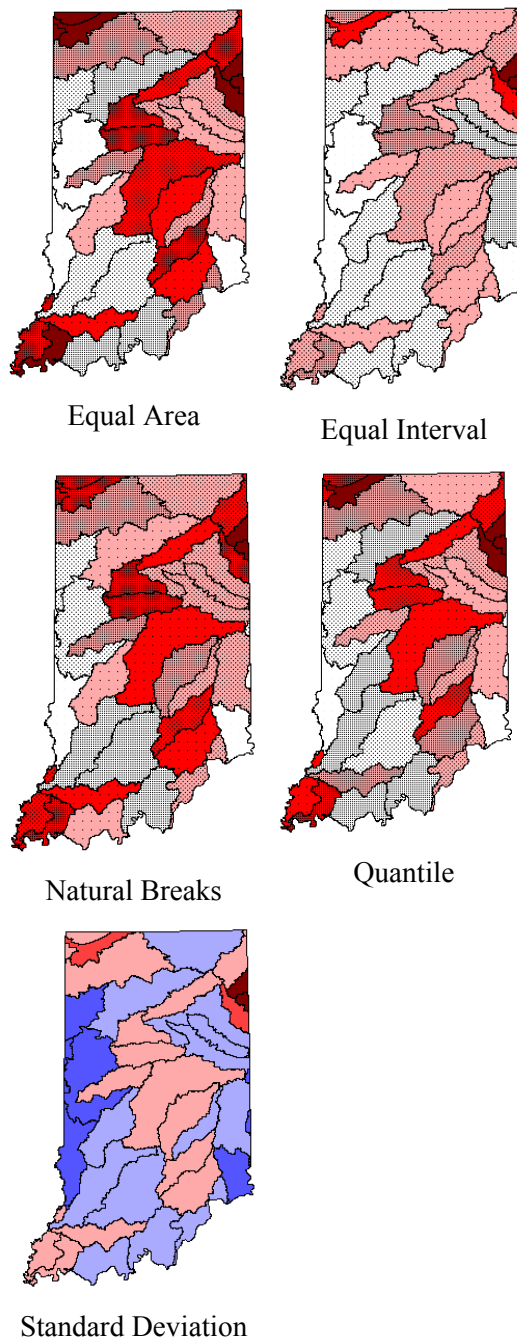 Equal Area
Equal Interval
Natural Breaks
Quantile
Standard Deviation